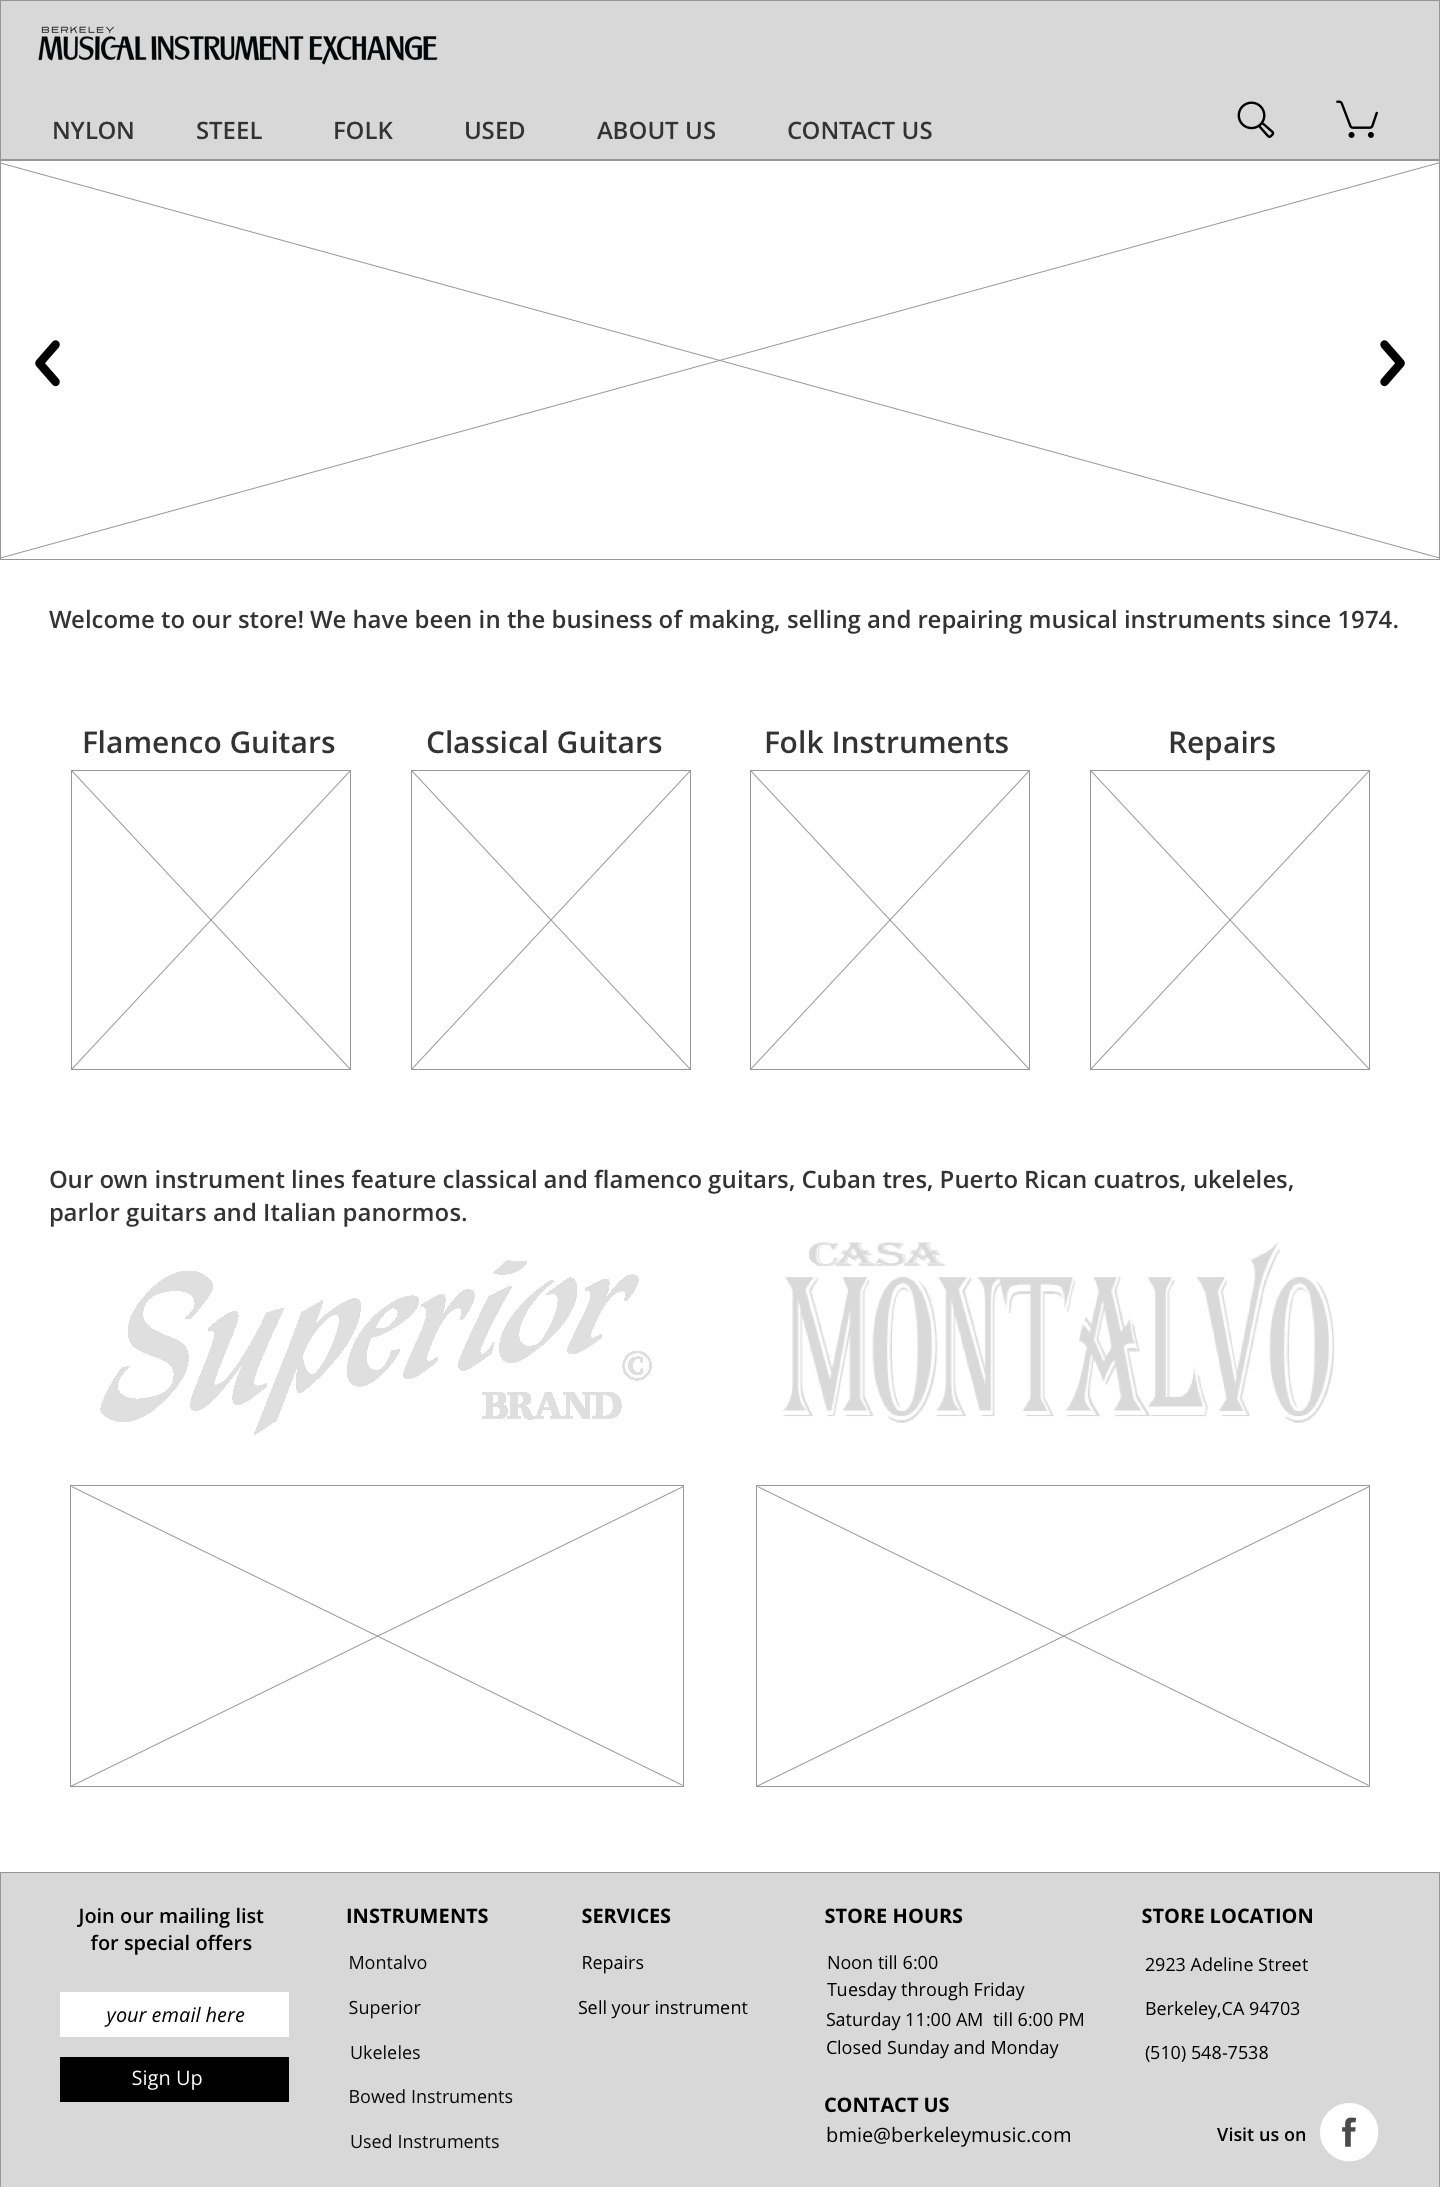 BERKELEY
MUSICAL INSTRUMENT EXCHANGE
NYLON STEEL FOLK USED ABOUT US CONTACT US
Welcome to our store! We have been in the business of making, selling and repairing musical instruments since 1974.
Flamenco Guitars Classical Guitars Folk Instruments Repairs
Our own instrument lines feature classical and flamenco guitars, Cuban tres, Puerto Rican cuatros, ukeleles,
parlor guitars and Italian panormos.
Superior
©
BRAND
CASA
MONTALVO
Join our mailing list
for special offers
your email here
Sign Up
INSTRUMENTS
Montalvo
Superior
Ukeleles
Bowed Instruments
Used Instruments
SERVICES
Repairs
Sell your instrument
STORE HOURS
Noon till 6:00
Tuesday through Friday
Saturday 11:00 AM  till 6:00 PM
Closed Sunday and Monday
CONTACT US
bmie@berkeleymusic.com
STORE LOCATION
2923 Adeline Street
Berkeley,CA 94703
(510) 548-7538
Visit us on
f